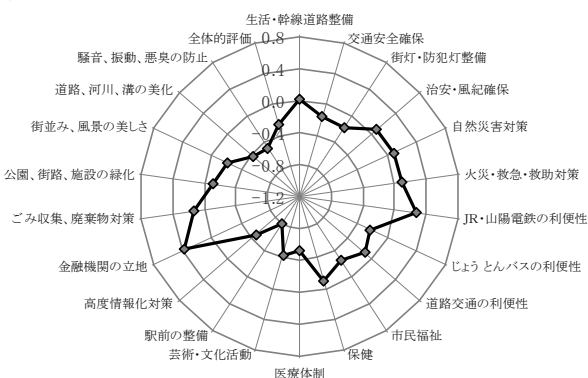 生活・幹線道路整備
交通安全確保
街灯・防犯灯整備
治安・風紀確保
自然災害対策
火災・救急・救助対策
JR・山陽電鉄の利便性
じょうとんバスの利便性
道路交通の利便性
市民福祉
保健
医療体制
芸術・文化活動
駅前の整備
高度情報化対策
金融機関の立地
ごみ収集、廃棄物対策
公園、街路、施設の緑化
街並み、風景の美しさ
道路、河川、溝の美化
騒音、振動、悪臭の防止
全体的評価
0.8
0.4
0.0
-0.4
-0.8
-1.2